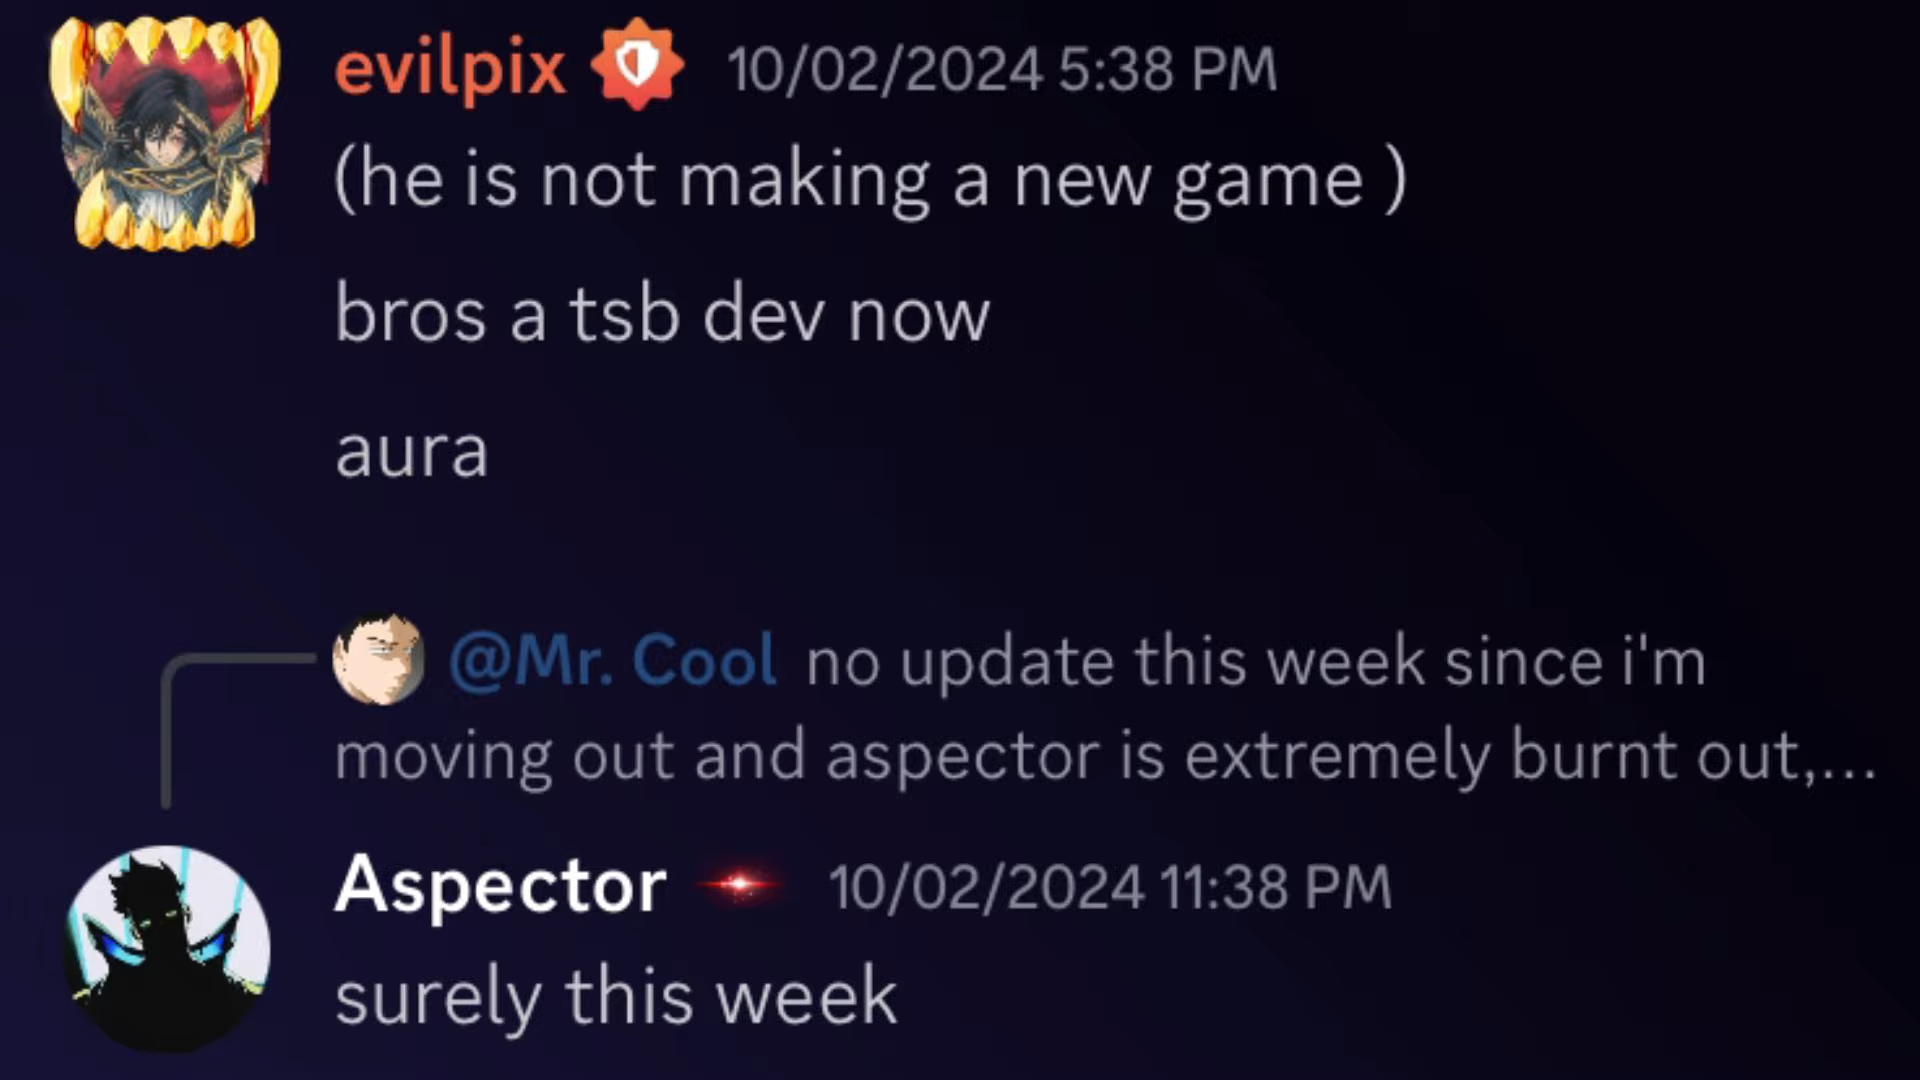 evilpix 10/02/2024 5:38 PM
(he is not making a new game )
bros a tsb dev now
aura
@Mr. Cool no update this week since i'm
moving out and aspector is extremely burnt out,...
Aspector 10/02/2024 11:38 PM
surely this week